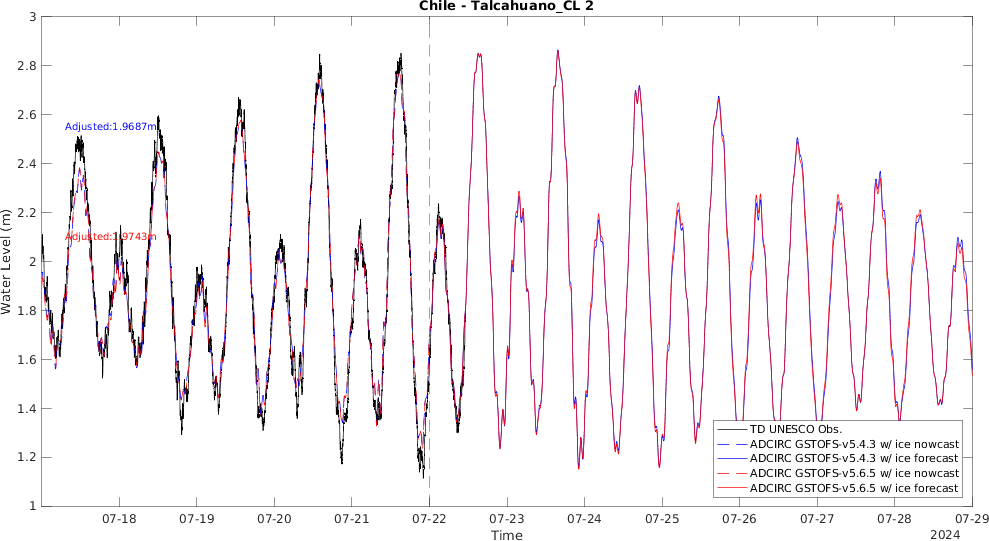 Chile - Talcahuano_CL 2
Water Level (m)
3
2.8
2.6
2.4
2.2
2
1.8
1.6
1.4
1.2
1
Adjusted:1.9687m
Adjusted:1.9743m
TD UNESCO Obs.
ADCIRC GSTOFS-v5.4.3 w/ ice nowcast
ADCIRC GSTOFS-v5.4.3 w/ ice forecast
ADCIRC GSTOFS-v5.6.5 w/ ice nowcast
ADCIRC GSTOFS-v5.6.5 w/ ice forecast
07-18 07-19 07-20 07-21 07-22 07-23 07-24 07-25 07-26 07-27 07-28 07-29
Time
2024